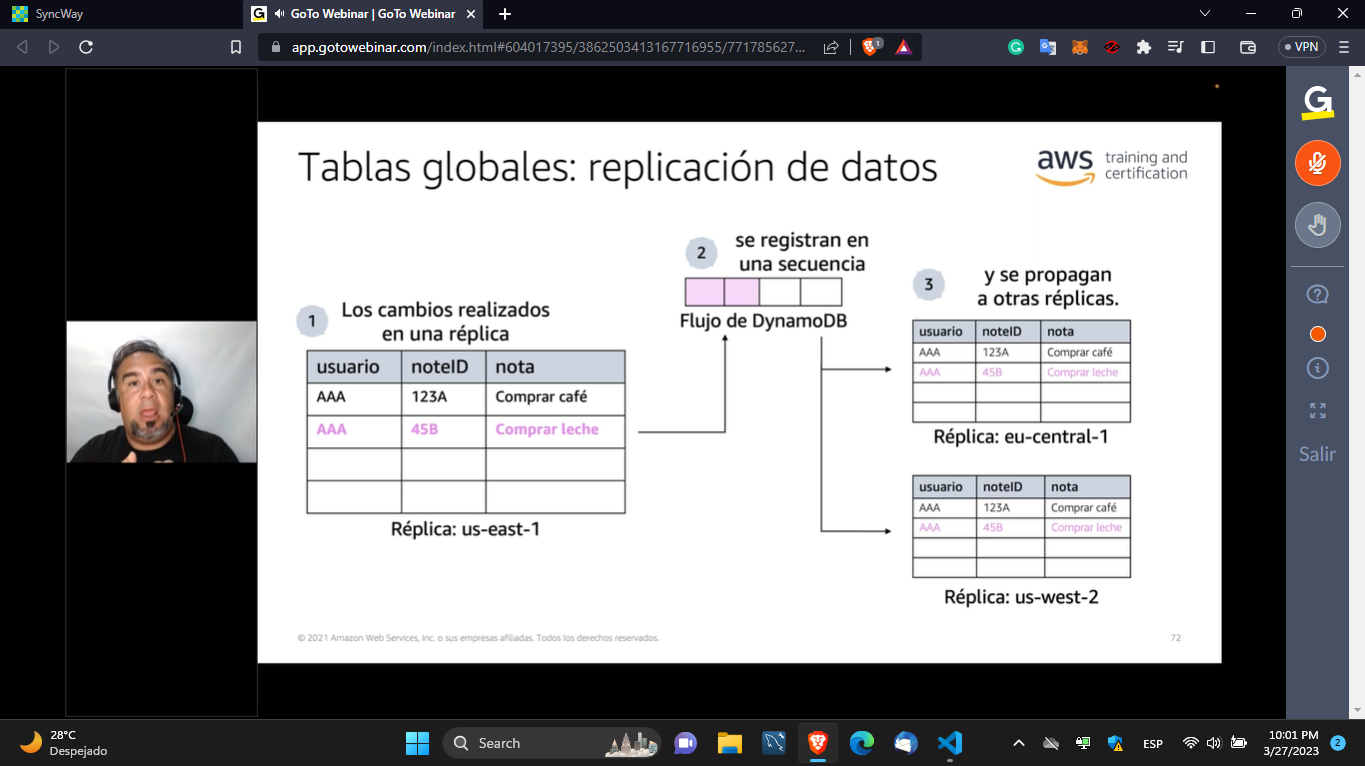 SyncWay
GoTo Webinar | GoTo Webinar
app.gotowebinar.com/index.html#604017395/3862503413167716955/771785627...
1
VPN
Tablas globales: replicación de datos
aws training and
certification
1
Los cambios realizados
en una réplica
usuario noteID nota
AAA 123A Comprar café
AAA 45B Comprar leche
Réplica: us-east-1
2
se registran en
una secuencia
Flujo de DynamoDB
3
y se propagan
a otras réplicas.
usuario noteID nota
AAA 123A Comprar café
AAA 45B Comprar leche
Réplica: eu-central-1
usuario noteID nota
AAA 123A Comprar café
AAA 45B Comprar leche
Réplica: us-west-2
© 2021 Amazon Web Services, Inc. o sus empresas afiliadas. Todos los derechos reservados.
72
G
Salir
28°C
Despejado
Search
ESP
10:01 PM
3/27/2023
2